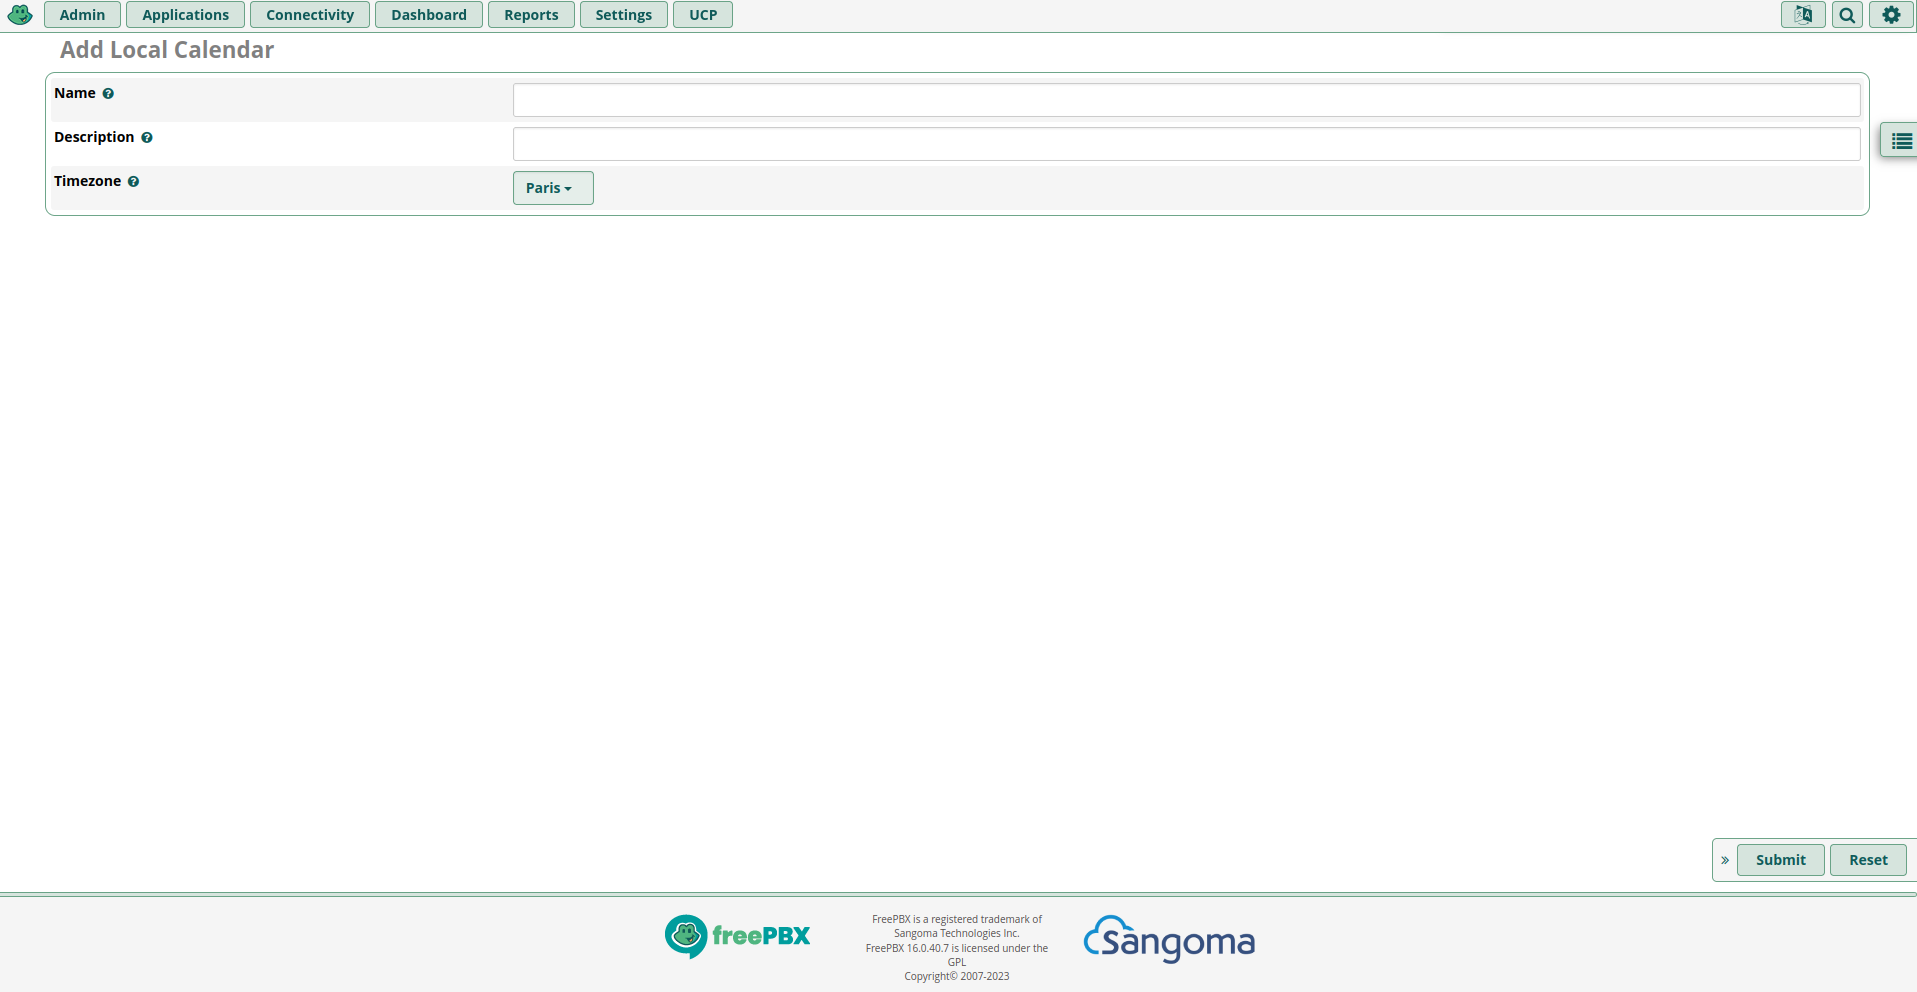 Admin Applications Connectivity Dashboard Reports Settings UCP
Add Local Calendar
Name
Description
Timezone Paris
» Submit Reset
freePBX
FreePBX is a registered trademark of
Sangoma Technologies Inc.
FreePBX 16.0.40.7 is licensed under the
GPL
Copyright© 2007-2023
Sangoma